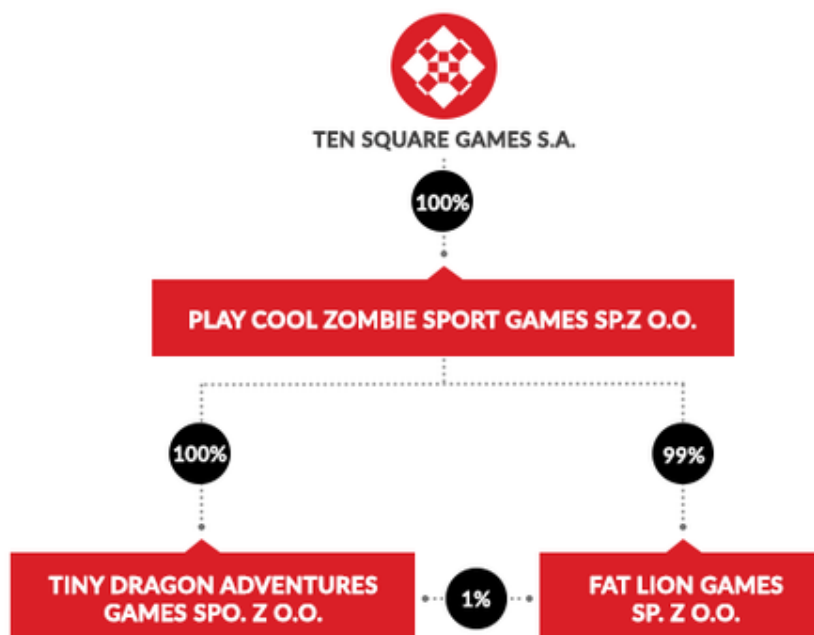 TEN SQUARE GAMES S.A.
100%
PLAY COOL ZOMBIE SPORT GAMES SP.Z O.O.
100%
99%
TINY DRAGON ADVENTURES
GAMES SPO. Z O.O.
1%
FAT LION GAMES
SP. Z O.O.